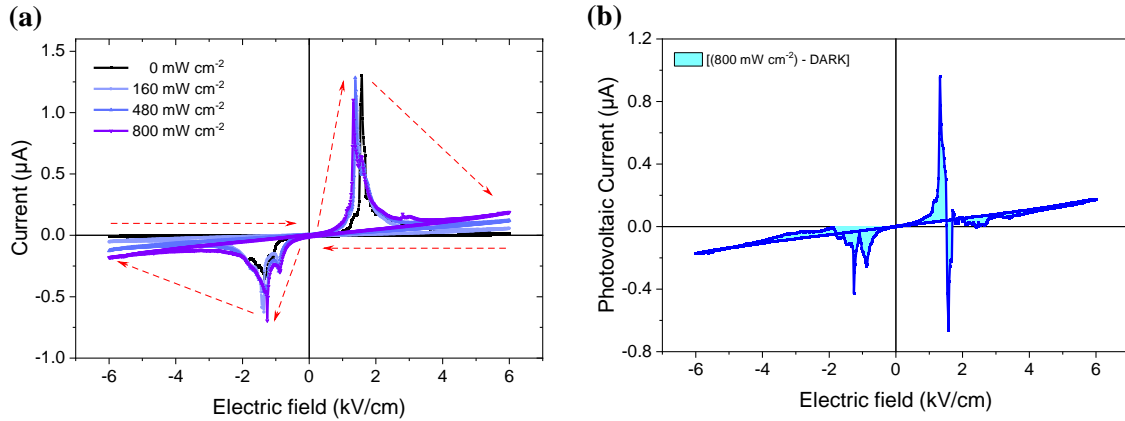 (a)
1.5
1.0
0.5
0.0
-0.5
-1.0
Current (µA)
0 mW cm-2
160 mW cm-2
480 mW cm-2
800 mW cm-2
-6 -4 -2 0 2 4 6
Electric field (kV/cm)
(b)
1.2
0.8
0.4
0.0
-0.4
-0.8
Photovoltaic Current (µA)
[(800 mW cm-2) - DARK]
-6 -4 -2 0 2 4 6
Electric field (kV/cm)